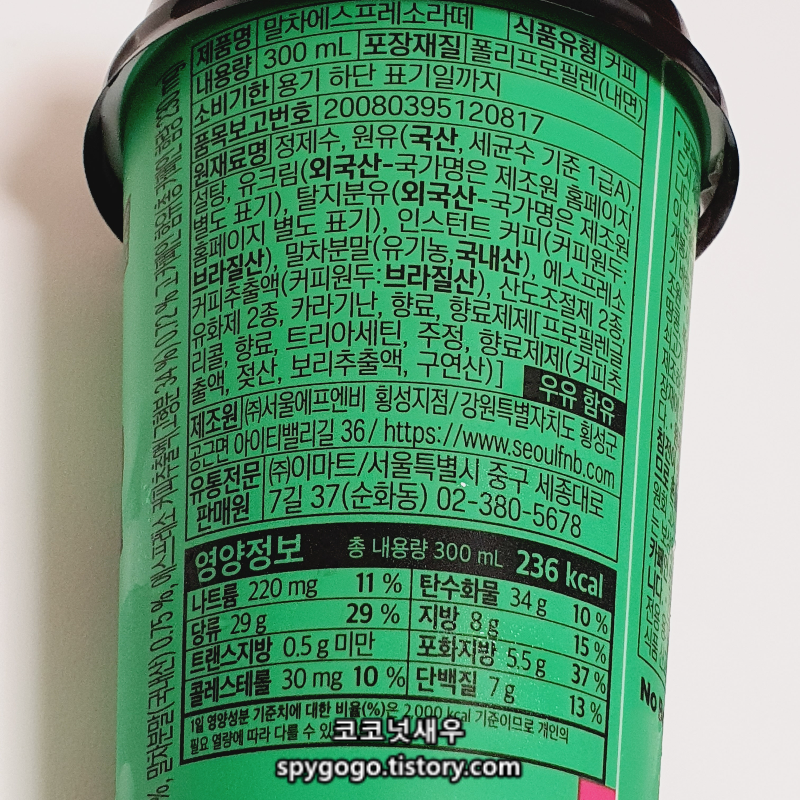 제품명 말차에스프레소라떼 식품유형 커피
내용량 300 mL 포장재질 폴리프로필렌(내면)
소비기한 용기 하단 표기일까지
품목보고번호 20080395120817
원재료명 정제수, 원유(국산, 세균수 기준 1급A),
설탕, 유크림(외국산-국가명은 제조원 홈페이지
별도 표기), 탈지분유(외국산-국가명은 제조원
홈페이지 별도 표기), 인스턴트 커피(커피원두:
브라질산), 말차분말(유기농,국내산), 에스프레소
커피추출액(커피원두:브라질산), 산도조절제 2종,
유화제 2종, 카라기난, 향료, 향료제제[프로필렌글
리콜, 향료, 트리아세틴, 주정, 향료제제(커피추
출액, 젖산, 보리추출액, 구연산)] 우유 함유
제조원 ㈜서울에프엔비 횡성지점/강원특별자치도 횡성군
공근면 아이티밸리길 36/ https://www.seoulfnb.com
유통전문판매원 ㈜이마트/서울특별시 중구 세종대로
7길 37(순화동) 02-380-5678
영양정보 총 내용량 300 mL 236 kcal
나트륨 220 mg 11 % 탄수화물 34 g 10 %
당류 29 g 29 % 지방 8 g 15 %
트랜스지방 0.5 g 미만 포화지방 5.5 g 37 %
콜레스테롤 30 mg 10 % 단백질 7 g 13 %
1일 영양성분 기준치에 대한 비율(%)은 2,000 kcal 기준이므로 개인의
필요 열량에 따라 다를 수 있
말차분말(국내산) 0.75 %, 에스프레소 커피추출액
코코넛새우
spygogo.tistory.com